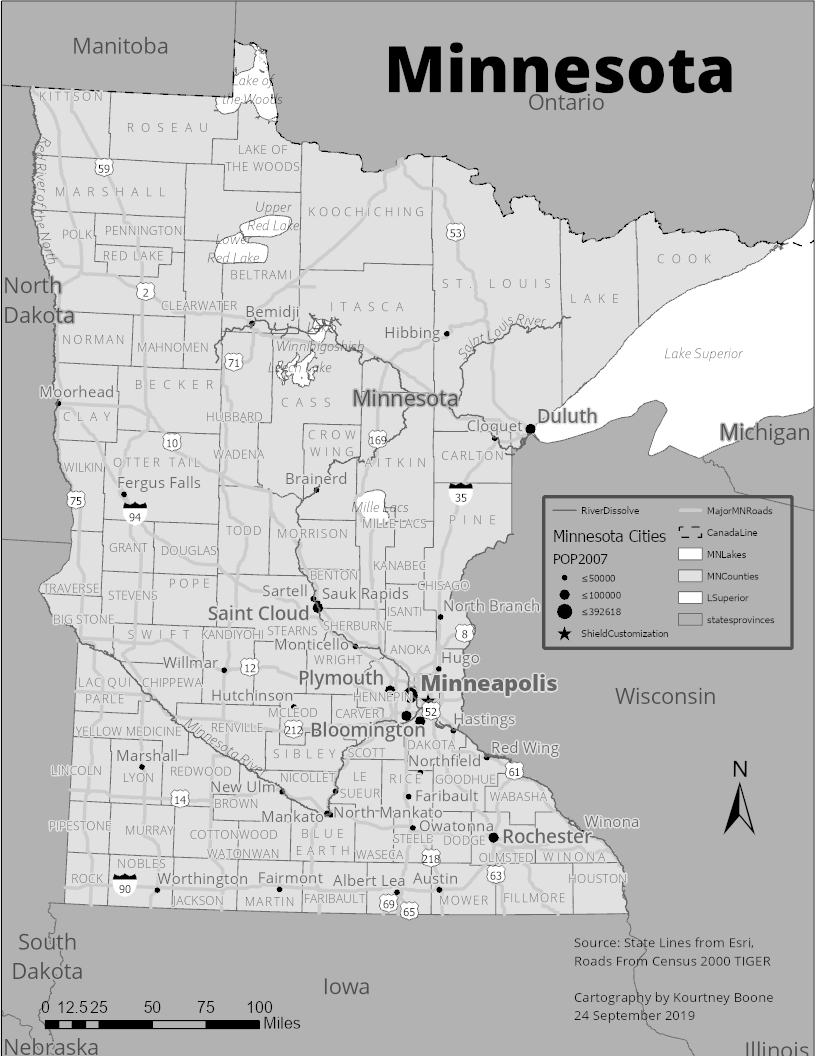 Manitoba
Minnesota
Ontario
Lake of
the Woods
KITTSON
ROSEAU
LAKE OF
THE WOODS
59
Red River of the North
MARSHALL
KOOCHICHING
Upper
Red Lake
53
POLK
PENNINGTON
Lower
Red Lake
RED LAKE
COOK
BELTRAMI
North
Dakota
2
ST. LOUIS
LAKE
CLEARWATER
ITASCA
Bemidji
Hibbing
Saint Louis River
NORMAN
MAHNOMEN
Winnibigoshish
Lake Superior
71
Leech Lake
BECKER
Moorhead
CASS
Minnesota
CLAY
HUBBARD
Duluth
Cloquet
Michigan
10
CROW
WING
169
WADENA
CARLTON
AITKIN
WILKIN
OTTER TAIL
Fergus Falls
Brainerd
35
75
94
Mille Lacs
MILLE LACS
PINE
TODD
MORRISON
GRANT
DOUGLAS
KANABEC
BENTON
CHISAGO
TRAVERSE
STEVENS
POPE
Sartell
Sauk Rapids
Saint Cloud
ISANTI
North Branch
BIG STONE
SWIFT
KANDIYOHI
STEARNS
SHERBURNE
8
Monticello
ANOKA
WRIGHT
Hugo
Willmar
12
LAC QUI
PARLE
CHIPPEWA
Plymouth
Minneapolis
Hutchinson
HENNEPIN
52
MCLEOD
CARVER
Hastings
YELLOW MEDICINE
Minnesota River
RENVILLE
212
Bloomington
DAKOTA
Red Wing
Marshall
SIBLEY
SCOTT
Northfield
61
LINCOLN
LYON
REDWOOD
NICOLLET
LE
SUEUR
RICE
GOODHUE
New Ulm
14
BROWN
Faribault
WABASHA
Mankato
North Mankato
Winona
PIPESTONE
MURRAY
COTTONWOOD
BLUE
EARTH
Owatonna
STEELE
DODGE
Rochester
WATONWAN
WASECA
218
OLMSTED
WINONA
NOBLES
63
ROCK
90
Worthington
Fairmont
Albert Lea
Austin
HOUSTON
JACKSON
MARTIN
FARIBAULT
69
65
MOWER
FILLMORE
RiverDissolve
Minnesota Cities
POP2007
≤50000
≤100000
≤392618
ShieldCustomization
MajorMNRoads
CanadaLine
MNLakes
MNCounties
LSuperior
statesprovinces
Wisconsin
N
South
Dakota
Iowa
Source: State Lines from Esri,
Roads From Census 2000 TIGER
Cartography by Kourtney Boone
24 September 2019
0 12.5 25 50 75 100
Miles
Nebraska
Illinois